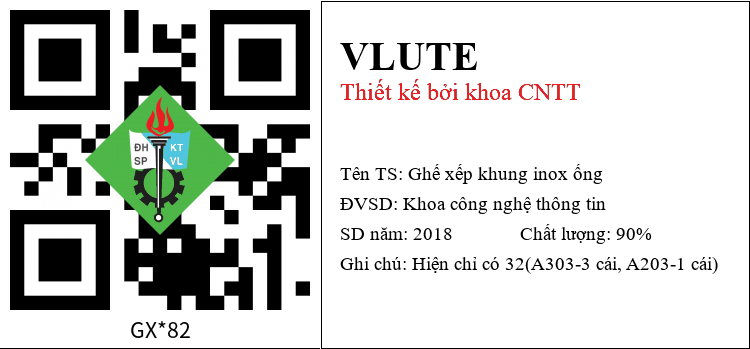 ĐH KT
SP VL
GX*82
VLUTE
Thiết kế bởi khoa CNTT
Tên TS: Ghế xếp khung inox ống
ĐVSD: Khoa công nghệ thông tin
SD năm: 2018 Chất lượng: 90%
Ghi chú: Hiện chi có 32(A303-3 cái, A203-1 cái)